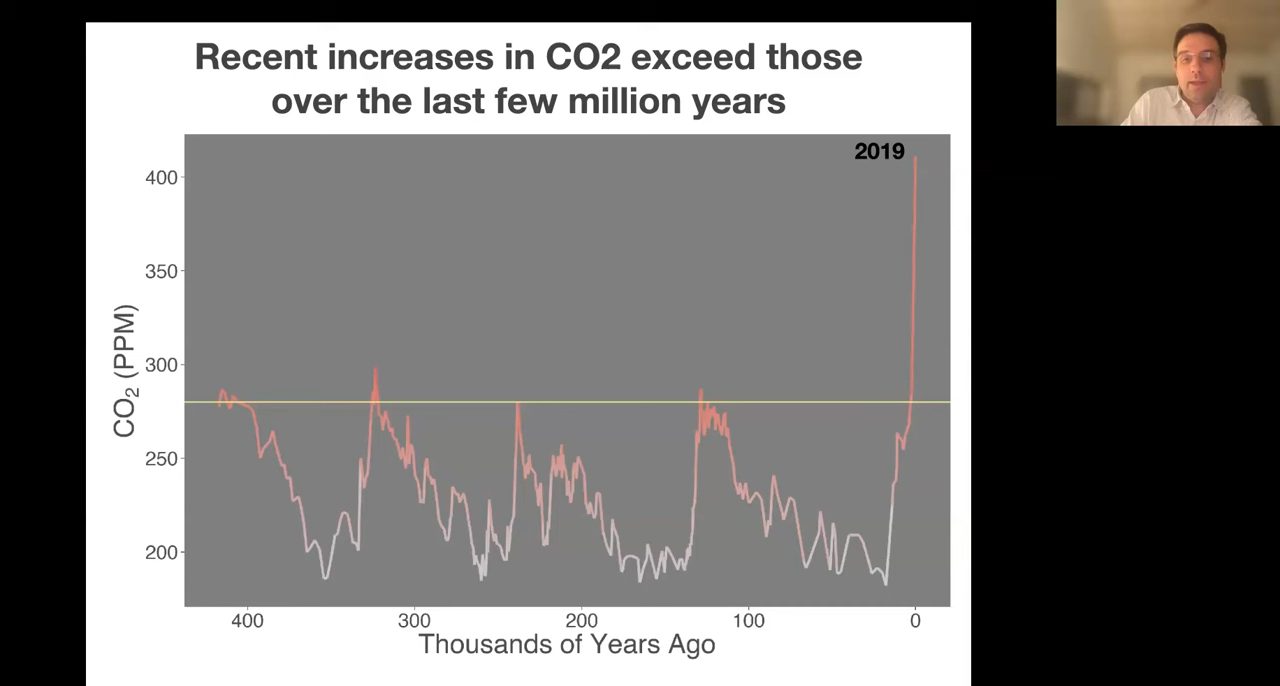 Recent increases in CO2 exceed those
over the last few million years
2019
400
350
300
250
200
CO₂ (PPM)
400 300 200 100 0
Thousands of Years Ago